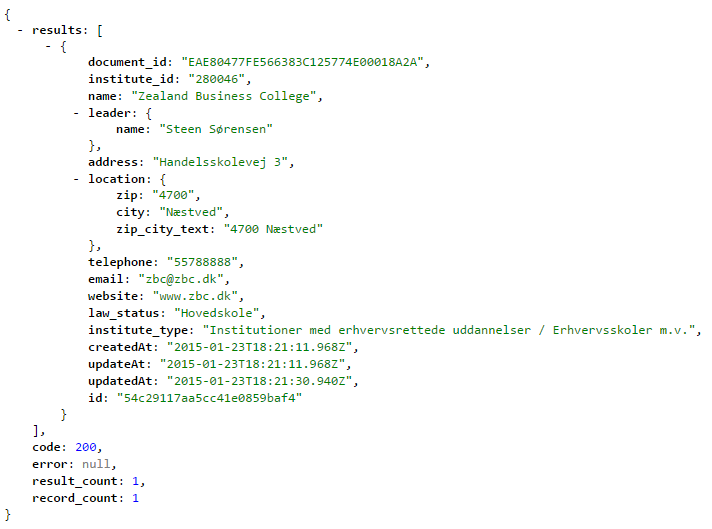 {
- results: [
- {
document_id: "EAE80477FE566383C125774E00018A2A",
institute_id: "280046",
name: "Zealand Business College",
- leader: {
name: "Steen Sørensen"
},
address: "Handelsskolevej 3",
- location: {
zip: "4700",
city: "Næstved",
zip_city_text: "4700 Næstved"
},
telephone: "55788888",
email: "zbc@zbc.dk",
website: "www.zbc.dk",
law_status: "Hovedskole",
institute_type: "Institutioner med erhvervsrettede uddannelser / Erhvervsskoler m.v.",
createdAt: "2015-01-23T18:21:11.968Z",
updateAt: "2015-01-23T18:21:11.968Z",
updatedAt: "2015-01-23T18:21:30.940Z",
id: "54c29117aa5cc41e0859baf4"
}
],
code: 200,
error: null,
result_count: 1,
record_count: 1
}